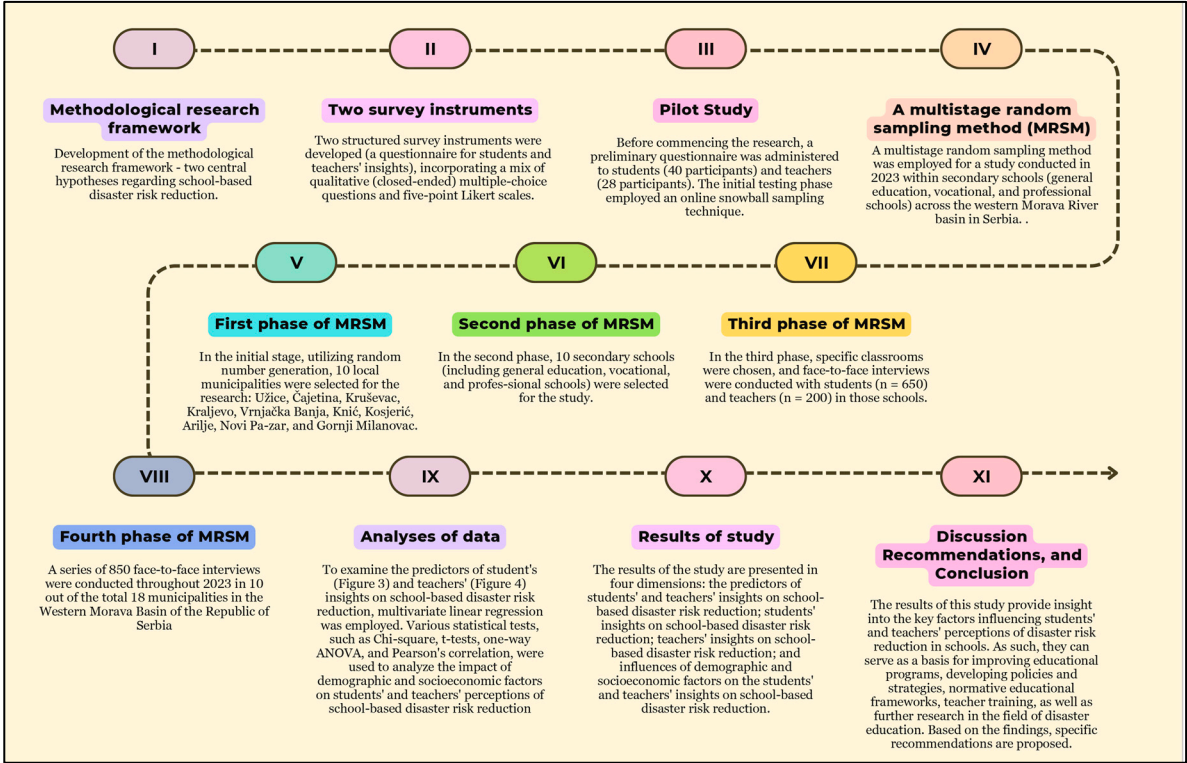 I
II
III
IV
Methodological research
framework
Development of the methodological
research framework - two central
hypotheses regarding school-based
disaster risk reduction.
Two survey instruments
Two structured survey instruments were
developed (a questionnaire for students and
teachers' insights), incorporating a mix of
qualitative (closed-ended) multiple-choice
questions and five-point Likert scales.
Pilot Study
Before commencing the research, a
preliminary questionnaire was administered
to students (40 participants) and teachers
(28 participants). The initial testing phase
employed an online snowball sampling
technique.
A multistage random
sampling method (MRSM)
A multistage random sampling method
was employed for a study conducted in
2023 within secondary schools (general
education, vocational, and professional
schools) across the western Morava River
basin in Serbia. .
V
VI
VII
First phase of MRSM
In the initial stage, utilizing random
number generation, 10 local
municipalities were selected for the
research: Užice, Čajetina, Kruševac,
Kraljevo, Vrnjačka Banja, Knić, Kosjerić,
Arilje, Novi Pa-zar, and Gornji Milanovac.
Second phase of MRSM
In the second phase, 10 secondary schools
(including general education, vocational,
and profes-sional schools) were selected
for the study.
Third phase of MRSM
In the third phase, specific classrooms
were chosen, and face-to-face interviews
were conducted with students (n = 650)
and teachers (n = 200) in those schools.
VIII
IX
X
XI
Fourth phase of MRSM
A series of 850 face-to-face interviews
were conducted throughout 2023 in 10
out of the total 18 municipalities in the
Western Morava Basin of the Republic of
Serbia
Analyses of data
To examine the predictors of student's
(Figure 3) and teachers' (Figure 4)
insights on school-based disaster risk
reduction, multivariate linear regression
was employed. Various statistical tests,
such as Chi-square, t-tests, one-way
ANOVA, and Pearson's correlation, were
used to analyze the impact of
demographic and socioeconomic factors
on students' and teachers' perceptions of
school-based disaster risk reduction
Results of study
The results of the study are presented in
four dimensions: the predictors of
students' and teachers' insights on school-
based disaster risk reduction; students'
insights on school-based disaster risk
reduction; teachers' insights on school-
based disaster risk reduction; and
influences of demographic and
socioeconomic factors on the students'
and teachers' insights on school-based
disaster risk reduction.
Discussion
Recommendations, and
Conclusion
The results of this study provide insight
into the key factors influencing students'
and teachers' perceptions of disaster risk
reduction in schools. As such, they can
serve as a basis for improving educational
programs, developing policies and
strategies, normative educational
frameworks, teacher training, as well as
further research in the field of disaster
education. Based on the findings, specific
recommendations are proposed.